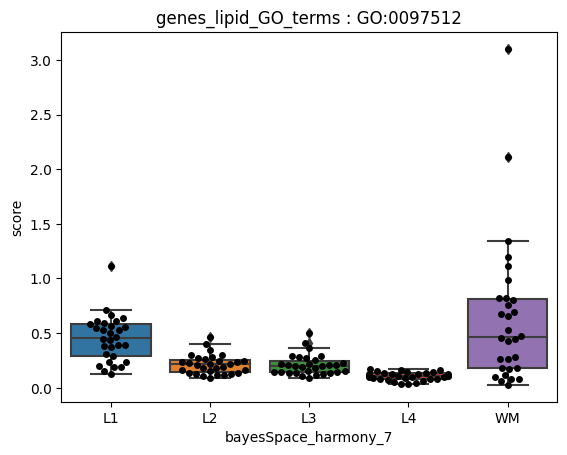 genes_lipid_GO_terms : GO:0097512
3.0
2.5
2.0
1.5
1.0
0.5
0.0
score
L1 L2 L3 L4 WM
bayesSpace_harmony_7